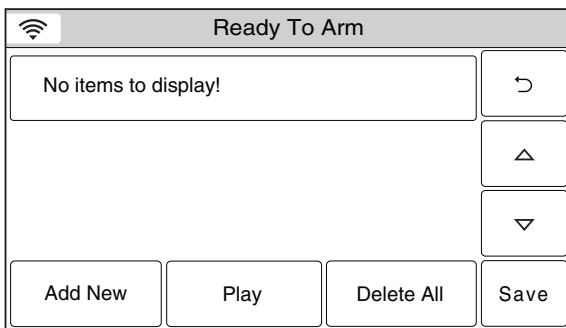 Ready To Arm
No items to display!
Add New
Play
Delete All
Save